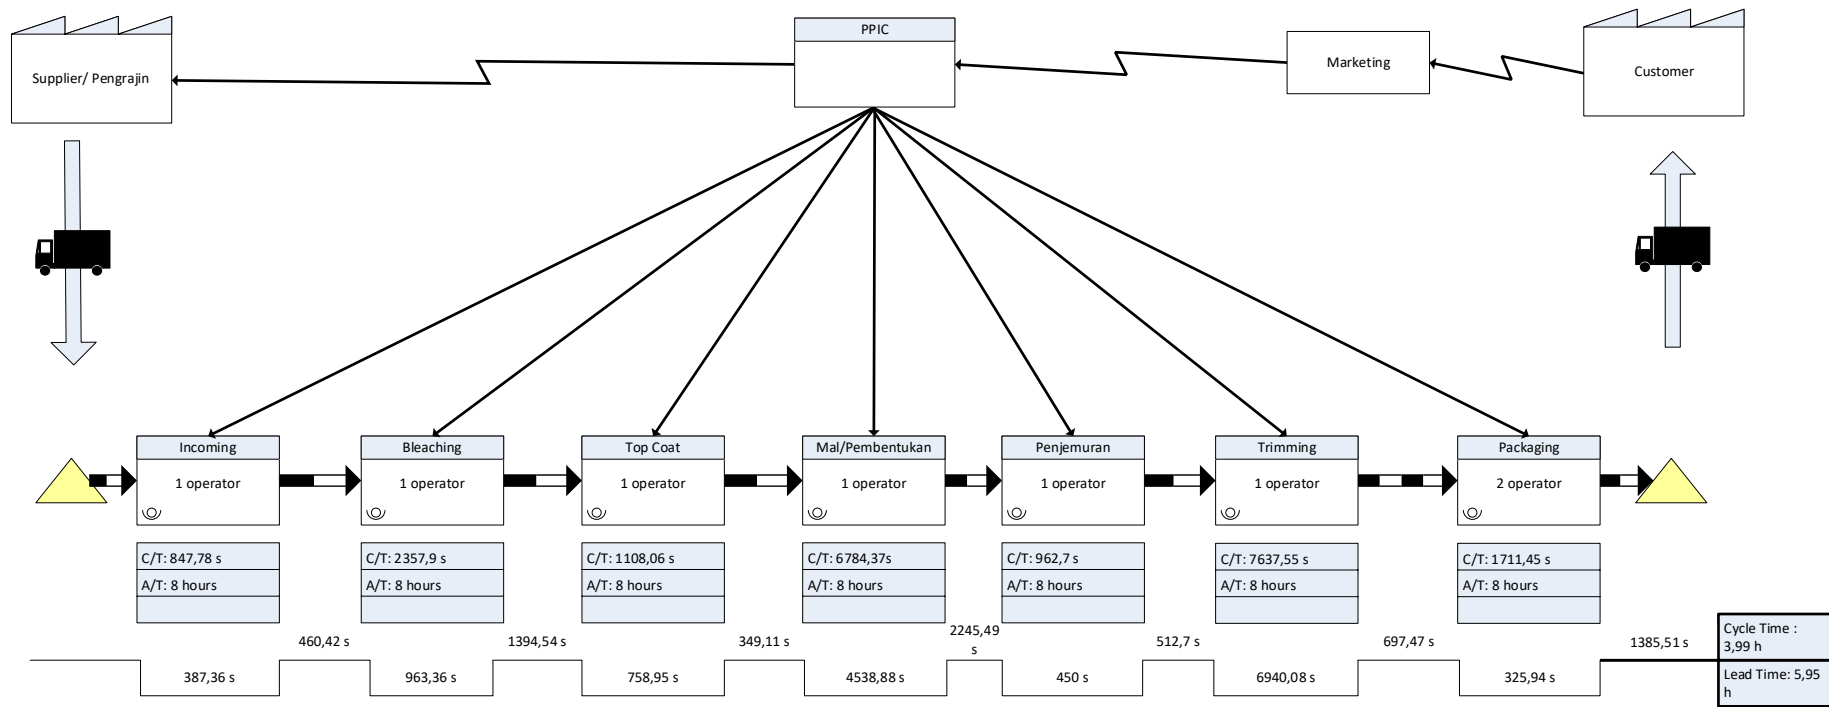 PPIC
Supplier/ Pengrajin
Marketing
Customer
Incoming
Bleaching
Top Coat
Mal/Pembentukan
Penjemuran
Trimming
Packaging
1 operator
1 operator
1 operator
1 operator
1 operator
1 operator
2 operator
C/T: 847,78 s
C/T: 2357,9 s
C/T: 1108,06 s
C/T: 6784,37s
C/T: 962,7s
C/T: 7637,55 s
C/T: 1711,45 s
A/T: 8 hours
A/T: 8 hours
A/T: 8 hours
A/T: 8 hours
A/T: 8 hours
A/T: 8 hours
A/T: 8 hours
460,42 s
1394,54 s
349,11 s
2245,49
s
512,7 s
697,47 s
1385,51 s
Cycle Time :
3,99 h
387,36 s
963,36 s
758,95 s
4538,88 s
450 s
6940,08 s
325,94 s
Lead Time: 5,95
h